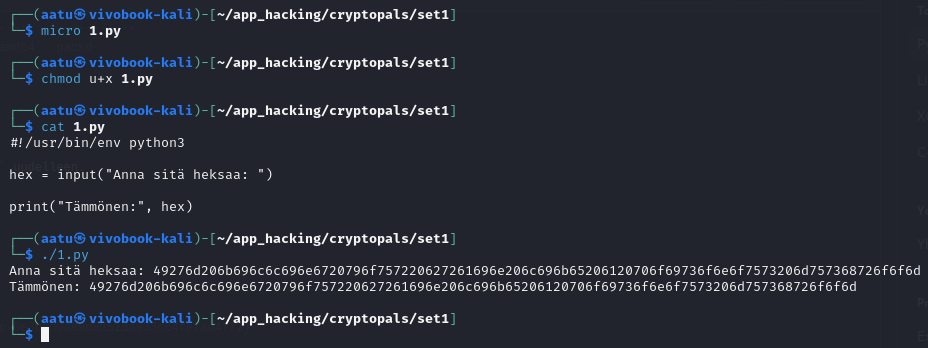 ┌──(aatu㉿vivobook-kali)-[~/app_hacking/cryptopals/set1]
└─$ micro 1.py
┌──(aatu㉿vivobook-kali)-[~/app_hacking/cryptopals/set1]
└─$ chmod u+x 1.py
┌──(aatu㉿vivobook-kali)-[~/app_hacking/cryptopals/set1]
└─$ cat 1.py
#!/usr/bin/env python3
hex = input("Anna sitä heksaa: ")
print("Tämmönen:", hex)
┌──(aatu㉿vivobook-kali)-[~/app_hacking/cryptopals/set1]
└─$ ./1.py
Anna sitä heksaa: 49276d206b696c6c696e6720796f757220627261696e206c696b65206120706f69736f6e6f7573206d757368726f6f6d
Tämmönen: 49276d206b696c6c696e6720796f757220627261696e206c696b65206120706f69736f6e6f7573206d757368726f6f6d
┌──(aatu㉿vivobook-kali)-[~/app_hacking/cryptopals/set1]
└─$